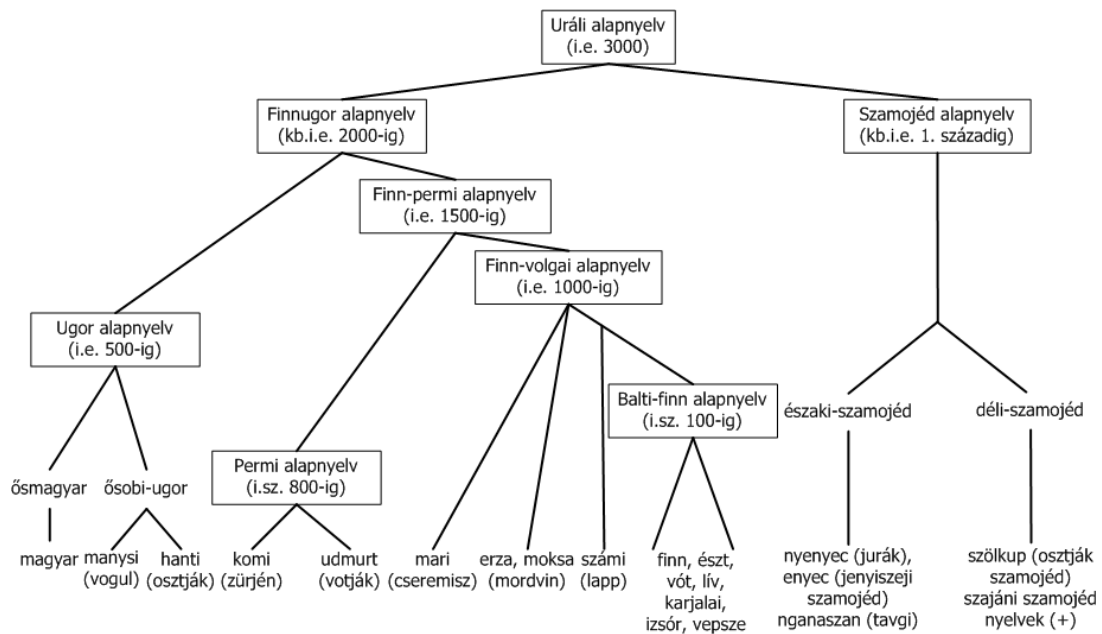 Uráli alapnyelv
(i.e. 3000)
Finnugor alapnyelv
(kb.i.e. 2000-ig)
Szamojéd alapnyelv
(kb.i.e. 1. századig)
Finn-permi alapnyelv
(i.e. 1500-ig)
Finn-volgai alapnyelv
(i.e. 1000-ig)
Ugor alapnyelv
(i.e. 500-ig)
Balti-finn alapnyelv
(i.sz. 100-ig)
északi-szamojéd
déli-szamojéd
Permi alapnyelv
(i.sz. 800-ig)
ősmagyar
ősobi-ugor
magyar
manysi
(vogul)
hanti
(osztják)
komi
(zürjén)
udmurt
(votják)
mari
(cseremisz)
erza, moksa
(mordvin)
számi
(lapp)
finn, észt,
vót, lív,
karjalai,
izsór, vepsze
nyenyec (jurák),
enyec (jenyiszeji
szamojéd)
nganaszan (tavgi)
szölkup (osztják
szamojéd)
szajáni szamojéd
nyelvek (+)